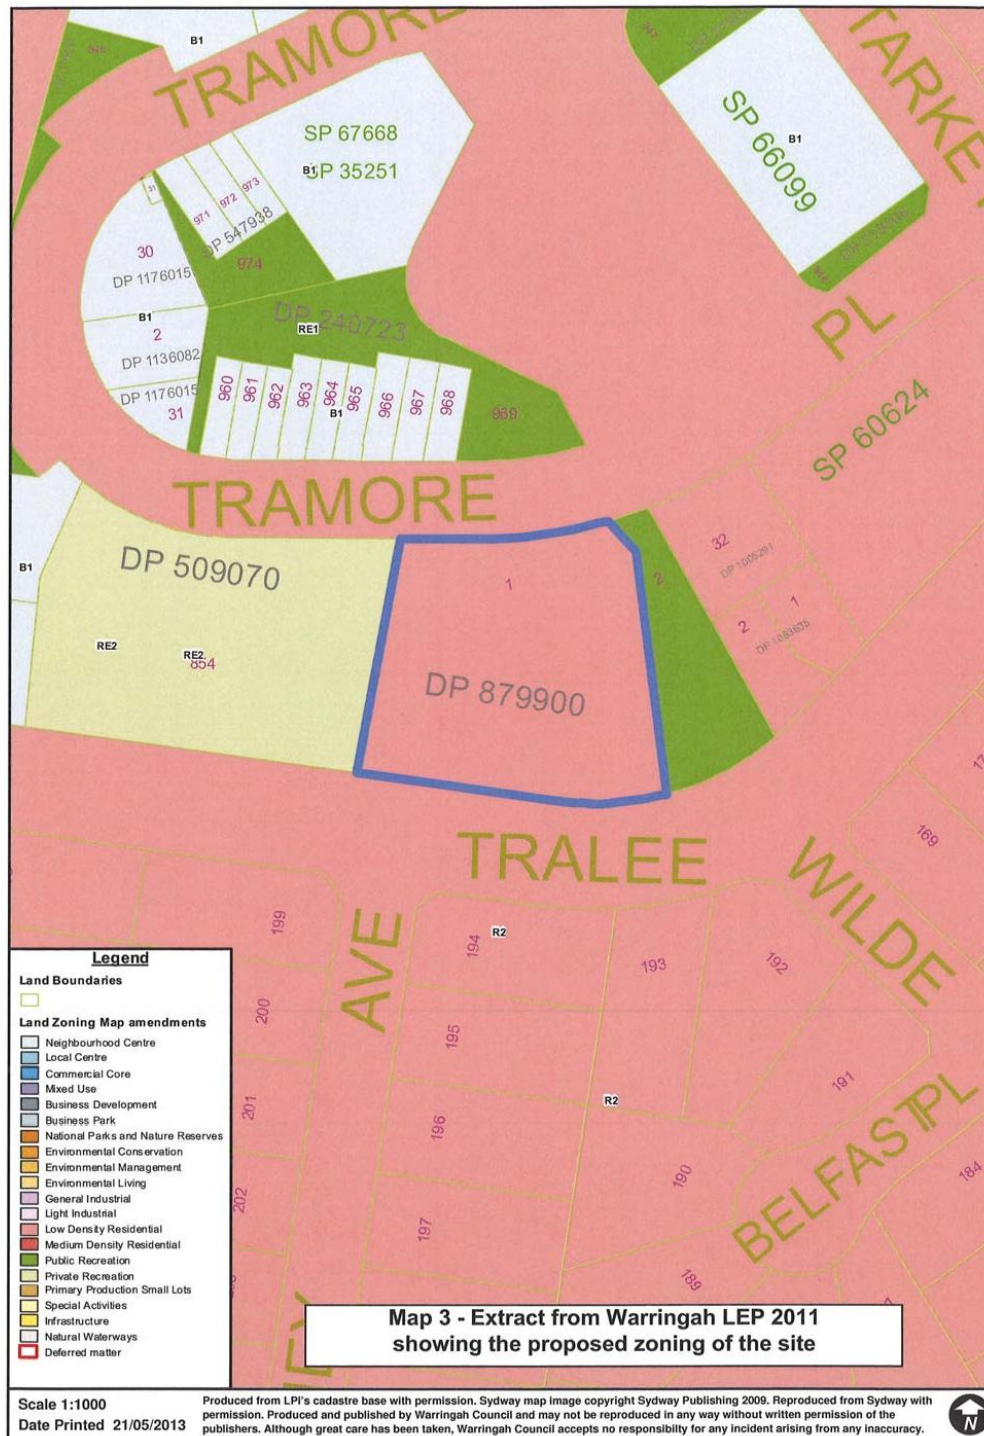 TRAMORE
TARKE
B1
SP 67668
B1
SP 35251
SP 66099
B1
31
971
972
973
DP 547938
974
30
DP 1176015
B1
2
DP 1136082
DP 1176015
31
DP 240723
RE1
960
961
962
963
964
965
966
967
968
B1
969
PL
SP 60624
TRAMORE
B1
DP 509070
RE2
RE2
854
1
DP 879900
2
32
DP 1005291
1
2
DP 1083635
TRALEE
WILDE
169
199
AVE
194
R2
193
192
200
195
191
201
196
R2
190
BELFAST PL
184
202
197
189
Legend
Land Boundaries
Land Zoning Map amendments
Neighbourhood Centre
Local Centre
Commercial Core
Mixed Use
Business Development
Business Park
National Parks and Nature Reserves
Environmental Conservation
Environmental Management
Environmental Living
General Industrial
Light Industrial
Low Density Residential
Medium Density Residential
Public Recreation
Private Recreation
Primary Production Small Lots
Special Activities
Infrastructure
Natural Waterways
Deferred matter
Map 3 - Extract from Warringah LEP 2011
showing the proposed zoning of the site
Scale 1:1000
Date Printed 21/05/2013
Produced from LPI's cadastre base with permission. Sydway map image copyright Sydway Publishing 2009. Reproduced from Sydway with
permission. Produced and published by Warringah Council and may not be reproduced in any way without written permission of the
publishers. Although great care has been taken, Warringah Council accepts no responsibilty for any incident arising from any inaccuracy.
N